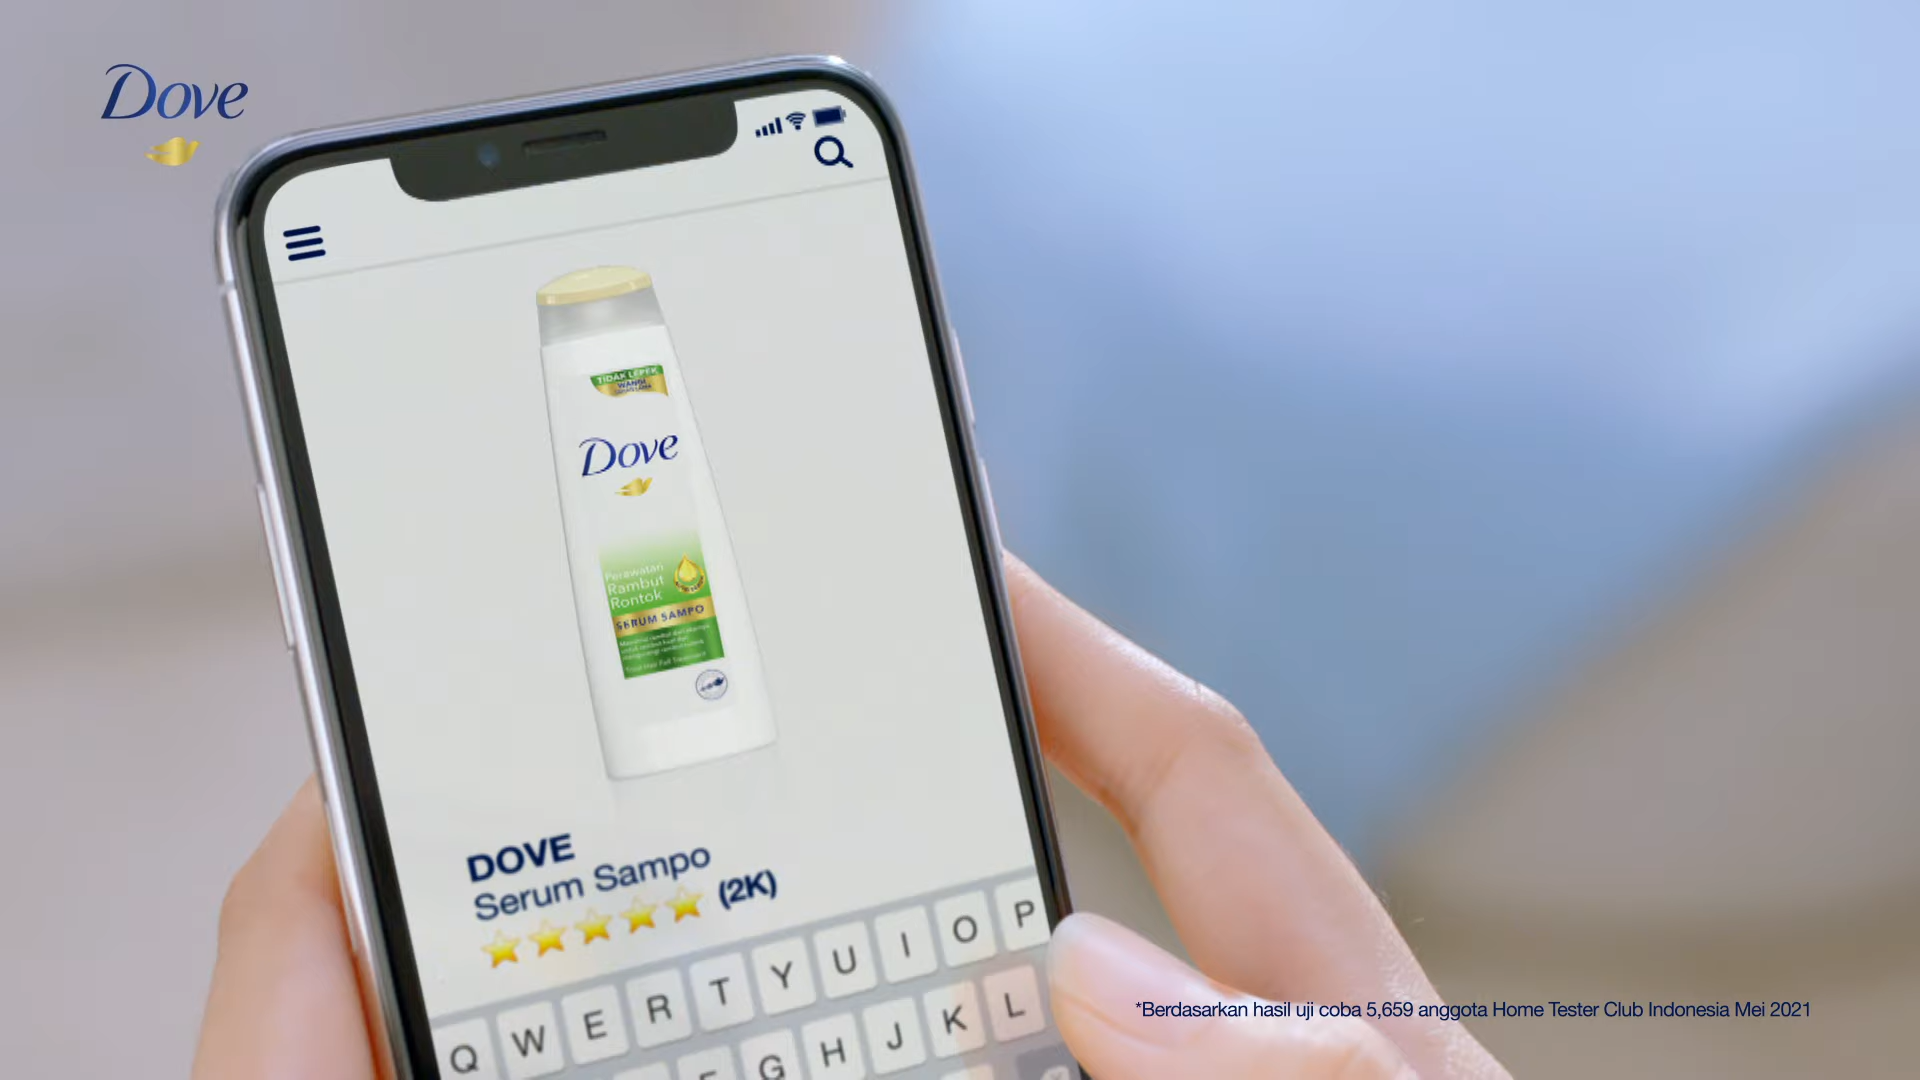 Dove
TIDAK LEPEK
WANGI
Dove
Perawatan
Rambut
Rontok
SERUM SAMPO
DOVE
Serum Sampo
(2K)
Q W E R T Y U I O P
G H J K L
*Berdasarkan hasil uji coba 5,659 anggota Home Tester Club Indonesia Mei 2021